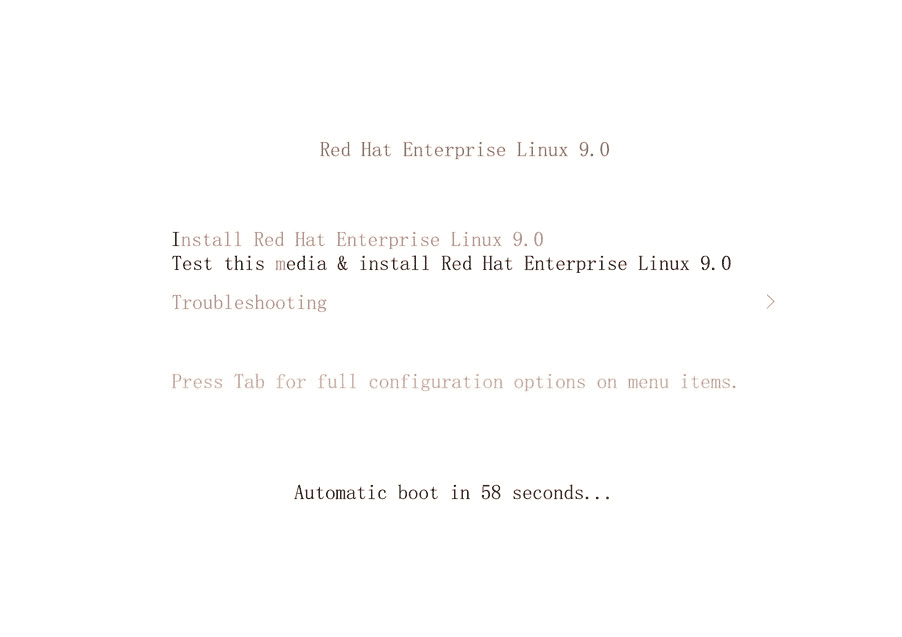 Red Hat Enterprise Linux 9.0
Install Red Hat Enterprise Linux 9.0
Test this media & install Red Hat Enterprise Linux 9.0
Troubleshooting >
Press Tab for full configuration options on menu items.
Automatic boot in 58 seconds...